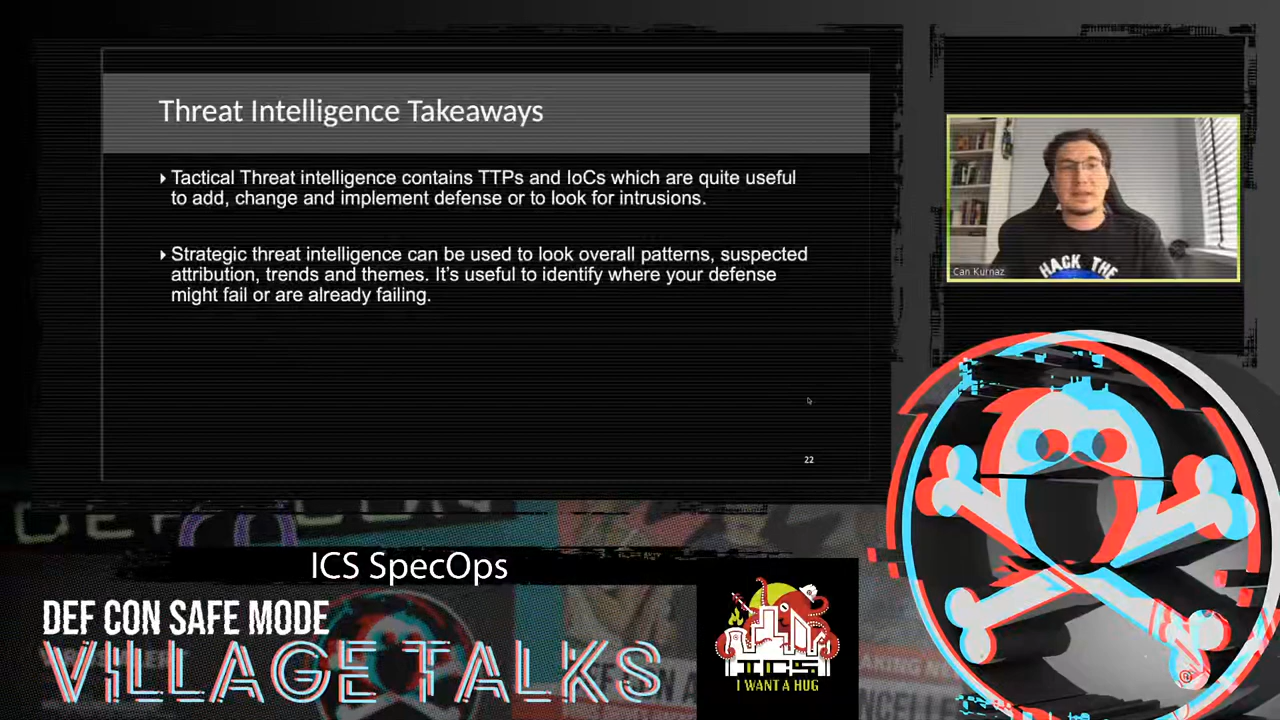 Threat Intelligence Takeaways
Tactical Threat intelligence contains TTPs and IoCs which are quite useful
to add, change and implement defense or to look for intrusions.
Strategic threat intelligence can be used to look overall patterns, suspected
attribution, trends and themes. It's useful to identify where your defense
might fail or are already failing.
22
HACK THE
Can Kurnaz
DEF CON
ICS SpecOps
DEF CON SAFE MODE
VILLAGE TALKS
ICS
I WANT A HUG